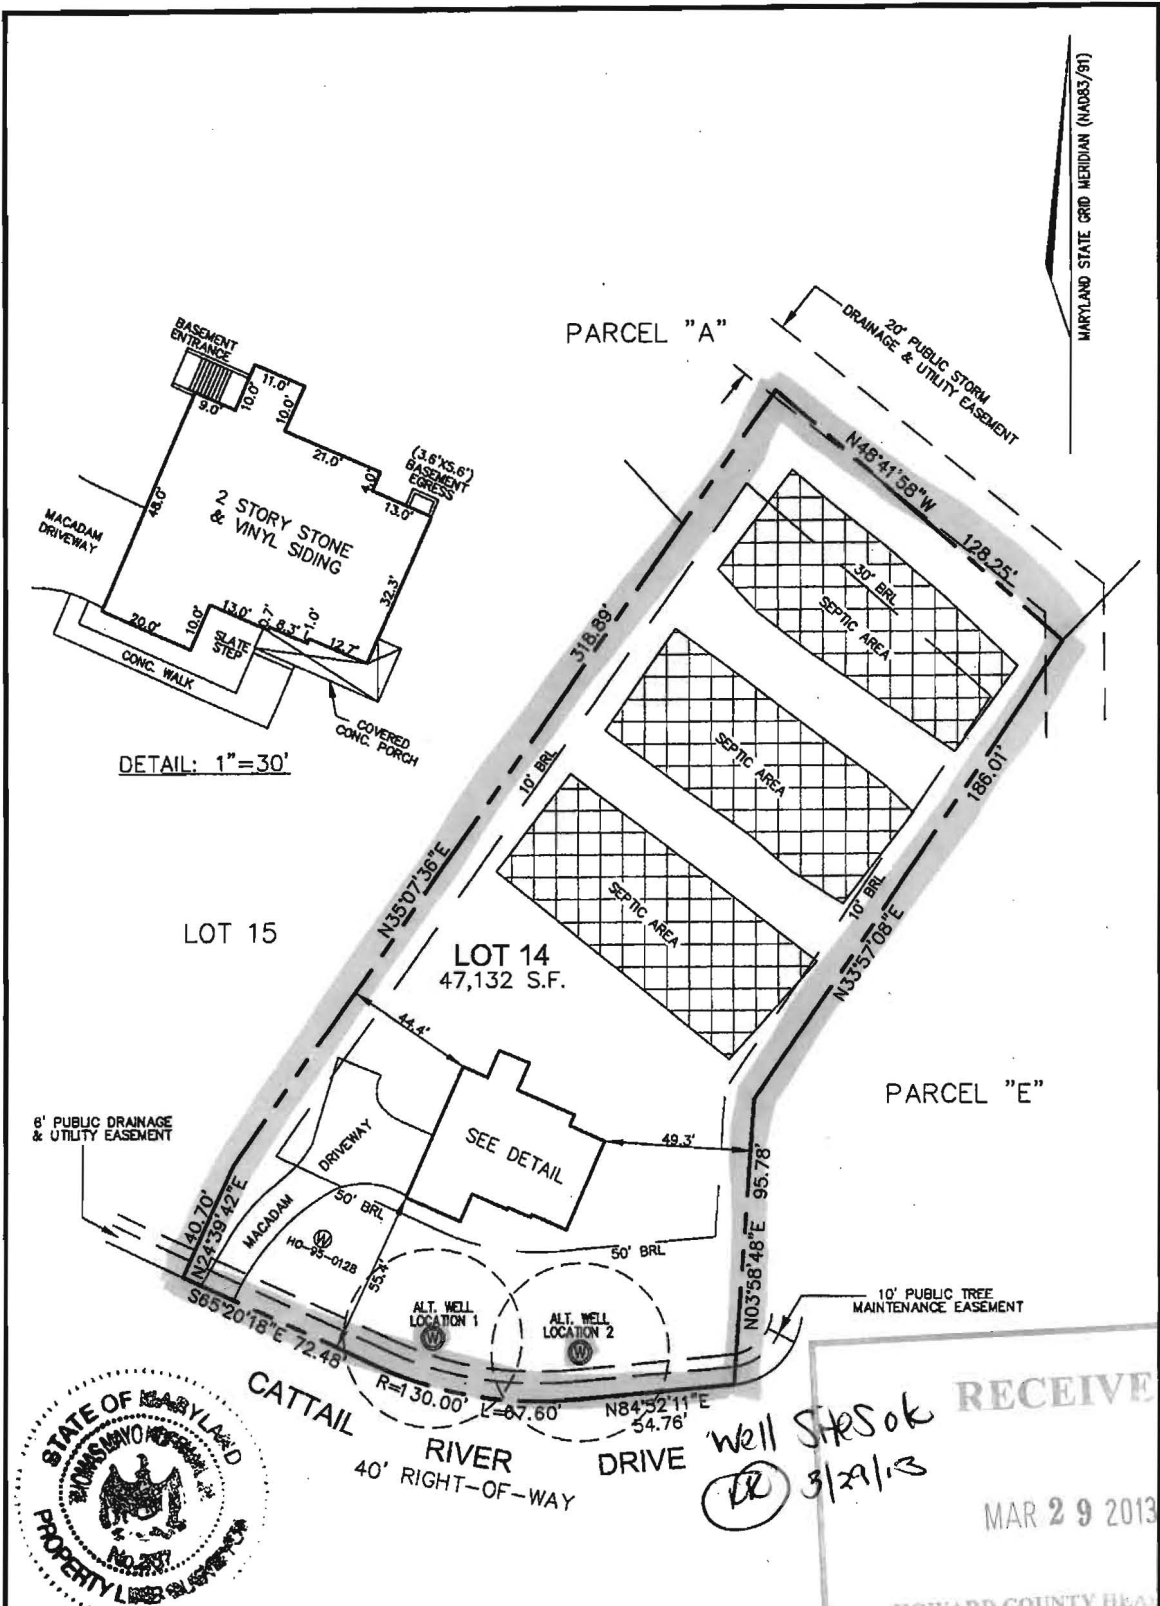 MARYLAND STATE GRID MERIDIAN (NAD83/91)
PARCEL "A"
20' PUBLIC STORM
DRAINAGE & UTILITY EASEMENT
BASEMENT
ENTRANCE
11.0'
9.0'
10.0'
10.0'
21.0'
4.0'
(3.6'X5.6')
BASEMENT
EGRESS
13.0'
48.0'
2 STORY STONE
& VINYL SIDING
MACADAM
DRIVEWAY
32.3'
20.0'
10.0'
13.0'
8.3'
1.0'
12.7'
SLATE
STEP
CONC. WALK
COVERED
CONC. PORCH
DETAIL: 1"=30'
N48°41'58"W
128.25'
30' BRL
SEPTIC AREA
318.89'
SEPTIC AREA
10' BRL
186.01'
SEPTIC AREA
10' BRL
N35°07'36"E
N33°57'08"E
LOT 15
LOT 14
47,132 S.F.
44.4'
PARCEL "E"
6' PUBLIC DRAINAGE
& UTILITY EASEMENT
SEE DETAIL
49.3'
DRIVEWAY
MACADAM
50' BRL
50' BRL
W
HO-95-0128
55.4'
40.70'
N24°39'42"E
N03°58'48"E 95.78'
ALT. WELL
LOCATION 1
W
ALT. WELL
LOCATION 2
W
10' PUBLIC TREE
MAINTENANCE EASEMENT
S65°20'18"E 72.48'
R=130.00' L=67.60'
N84°52'11"E
54.76'
CATTAIL RIVER DRIVE
40' RIGHT-OF-WAY
Well Sites ok
3/29/13
RECEIVE
MAR 29 2013
HOWARD COUNTY HEA
STATE OF MARYLAND
THOMAS MAYO
PROPERTY LINE